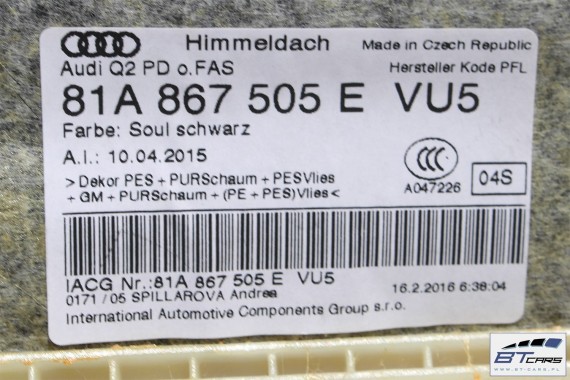 Himmeldach
Made in Czech Republic
Audi Q2 PD o.FAS
Hersteller Kode PFL
81A 867 505 E VU5
Farbe: Soul schwarz
A.I.: 10.04.2015
CCC
A047226
04S
>Dekor PES + PURSchaum + PESVlies
+ GM + PURSchaum + (PE + PES)Vlies<
IACG Nr.:81A 867 505 E VU5
0171 / 05 SPILLAROVA Andrea
16.2.2016 6:38:04
International Automotive Components Group s.r.o.
BTCARS
WWW.BT-CARS.PL